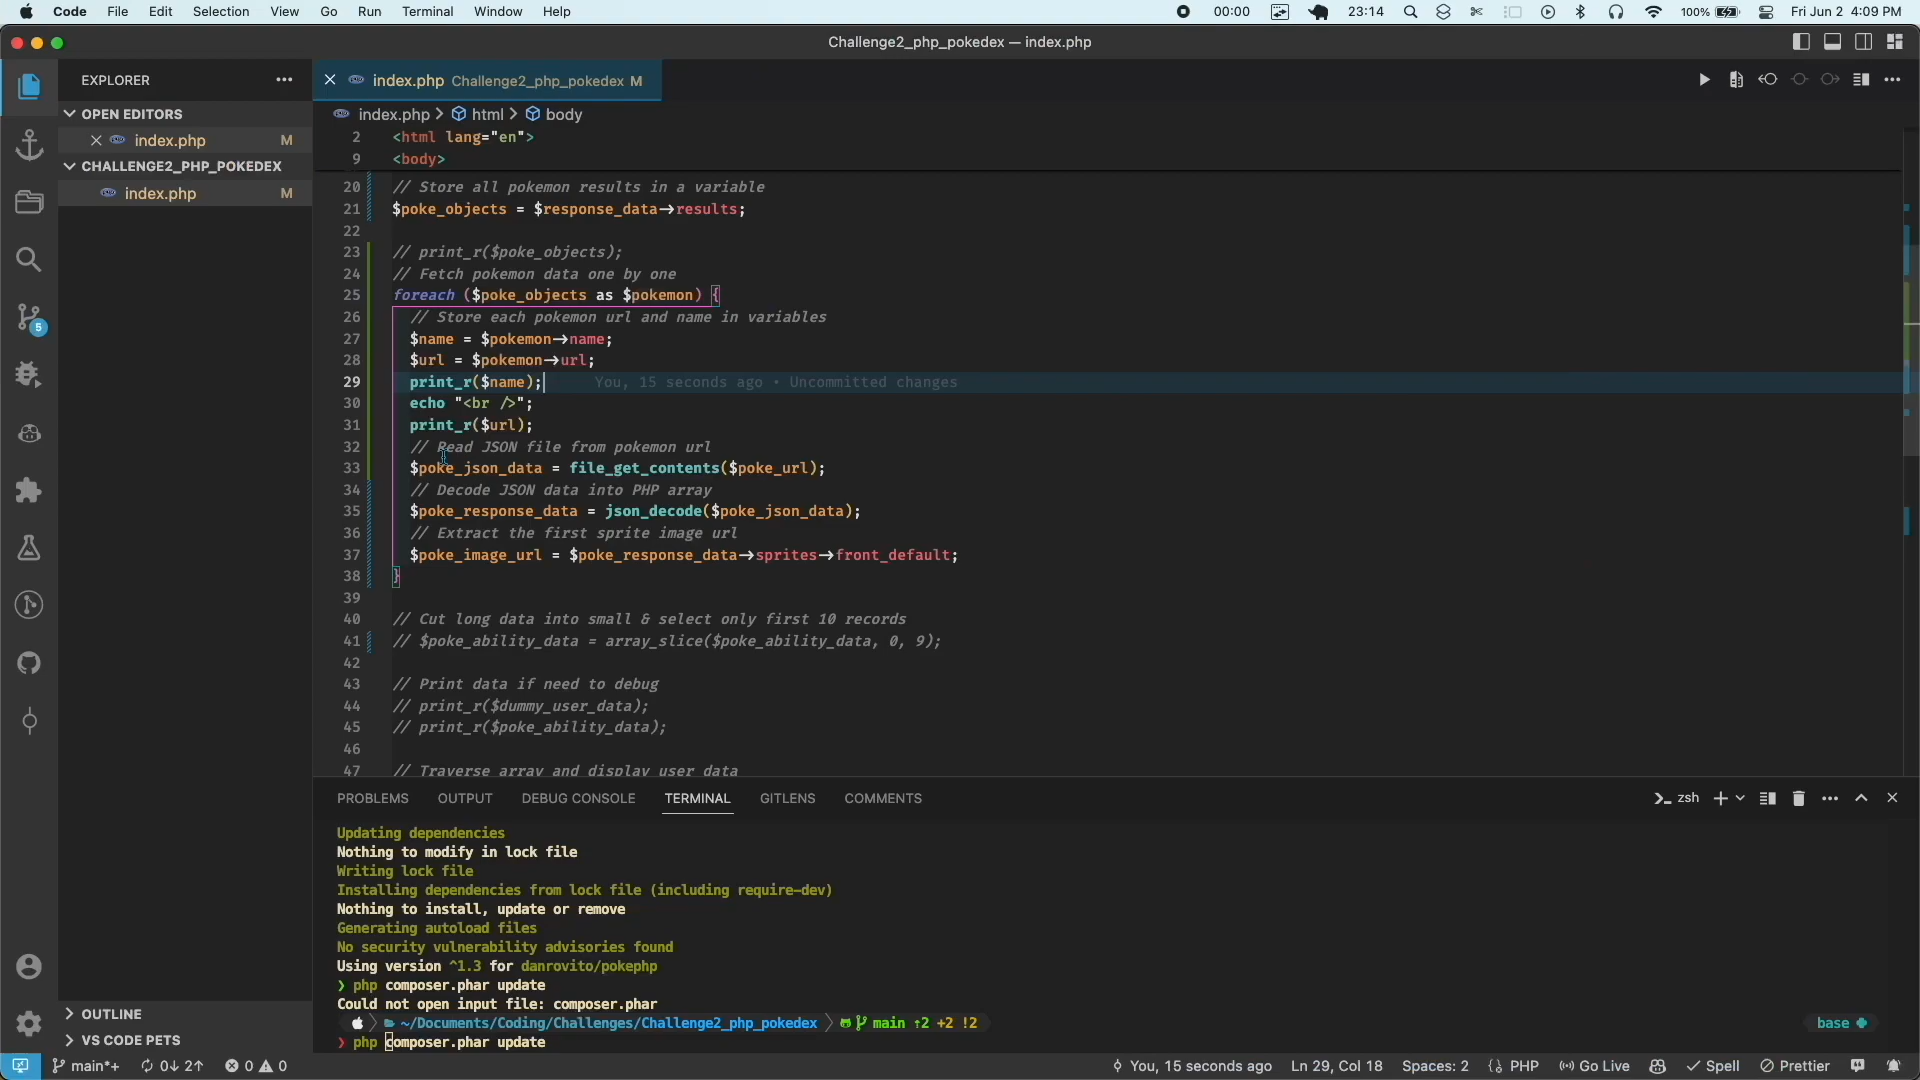 Code File Edit Selection View Go Run Terminal Window Help 00:00 23:14 100% Fri Jun 2 4:09 PM
Challenge2_php_pokedex — index.php
EXPLORER
OPEN EDITORS
index.php M
CHALLENGE2_PHP_POKEDEX
index.php M
5
OUTLINE
VS CODE PETS
index.php Challenge2_php_pokedex M
index.php > html > body
2 <html lang="en">
9 <body>
20 // Store all pokemon results in a variable
21 $poke_objects = $response_data->results;
22
23 // print_r($poke_objects);
24 // Fetch pokemon data one by one
25 foreach ($poke_objects as $pokemon) {
26 // Store each pokemon url and name in variables
27 $name = $pokemon->name;
28 $url = $pokemon->url;
29 print_r($name); You, 15 seconds ago • Uncommitted changes
30 echo "<br />";
31 print_r($url);
32 // Read JSON file from pokemon url
33 $poke_json_data = file_get_contents($poke_url);
34 // Decode JSON data into PHP array
35 $poke_response_data = json_decode($poke_json_data);
36 // Extract the first sprite image url
37 $poke_image_url = $poke_response_data->sprites->front_default;
38 }
39
40 // Cut long data into small & select only first 10 records
41 // $poke_ability_data = array_slice($poke_ability_data, 0, 9);
42
43 // Print data if need to debug
44 // print_r($dummy_user_data);
45 // print_r($poke_ability_data);
46
47 // Traverse array and display user data
PROBLEMS OUTPUT DEBUG CONSOLE TERMINAL GITLENS COMMENTS zsh
Updating dependencies
Nothing to modify in lock file
Writing lock file
Installing dependencies from lock file (including require-dev)
Nothing to install, update or remove
Generating autoload files
No security vulnerability advisories found
Using version ^1.3 for danrovito/pokephp
❯ php composer.phar update
Could not open input file: composer.phar
~/Documents/Coding/Challenges/Challenge2_php_pokedex main ↑2 +2 !2 base
❯ php composer.phar update
main*+ 0↓ 2↑ 0 0 You, 15 seconds ago Ln 29, Col 18 Spaces: 2 PHP Go Live Spell Prettier